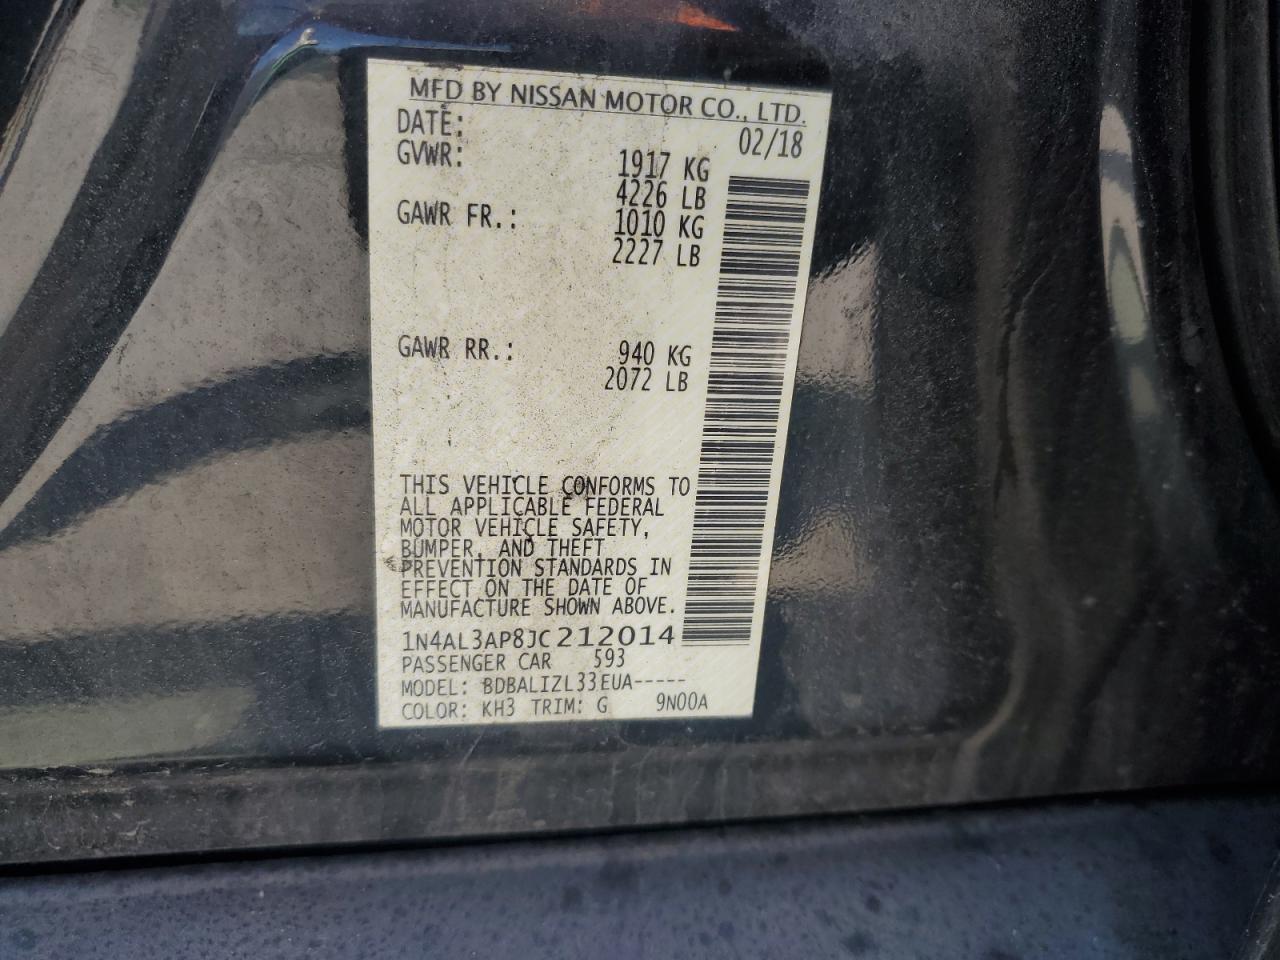 MFD BY NISSAN MOTOR CO., LTD.
DATE: 02/18
GVWR: 1917 KG
4226 LB
GAWR FR.: 1010 KG
2227 LB
GAWR RR.: 940 KG
2072 LB
THIS VEHICLE CONFORMS TO
ALL APPLICABLE FEDERAL
MOTOR VEHICLE SAFETY,
BUMPER, AND THEFT
PREVENTION STANDARDS IN
EFFECT ON THE DATE OF
MANUFACTURE SHOWN ABOVE.
1N4AL3AP8JC212014
PASSENGER CAR 593
MODEL: BDBALIZL33EUA-----
COLOR: KH3 TRIM: G 9N00A